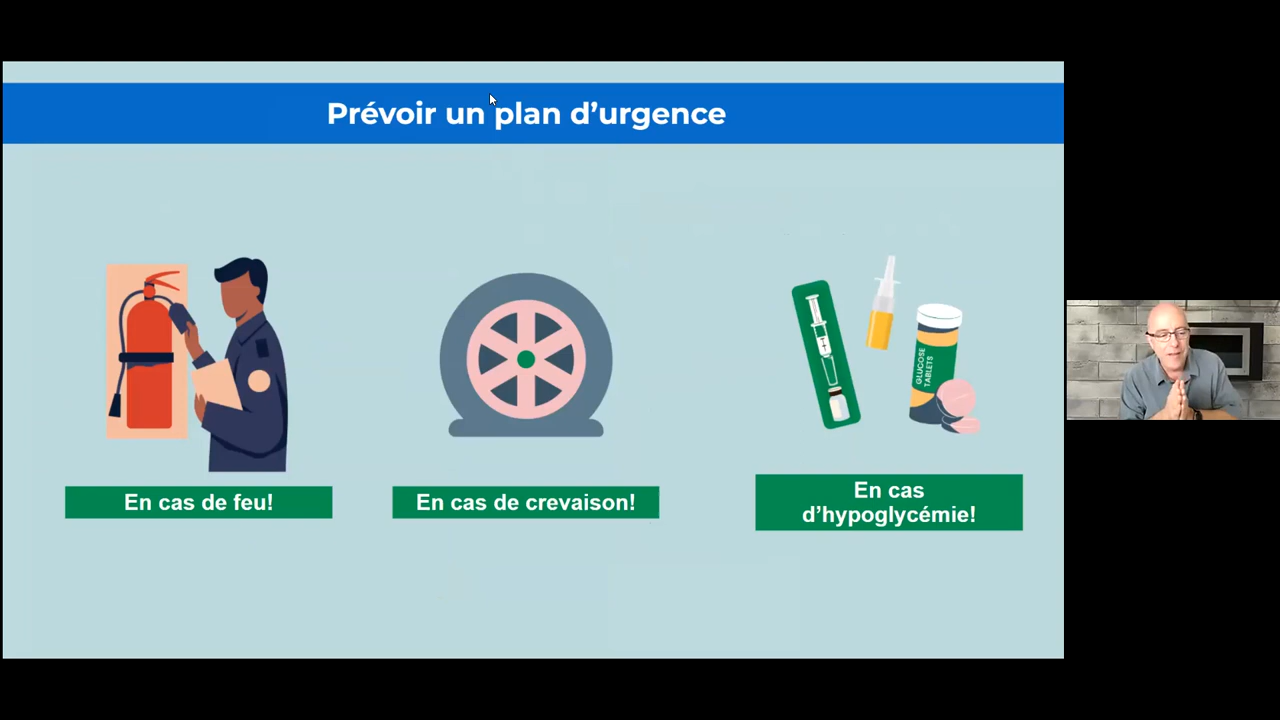 Prévoir un plan d’urgence
GLUCOSE
TABLETS
En cas de feu!
En cas de crevaison!
En cas
d’hypoglycémie!